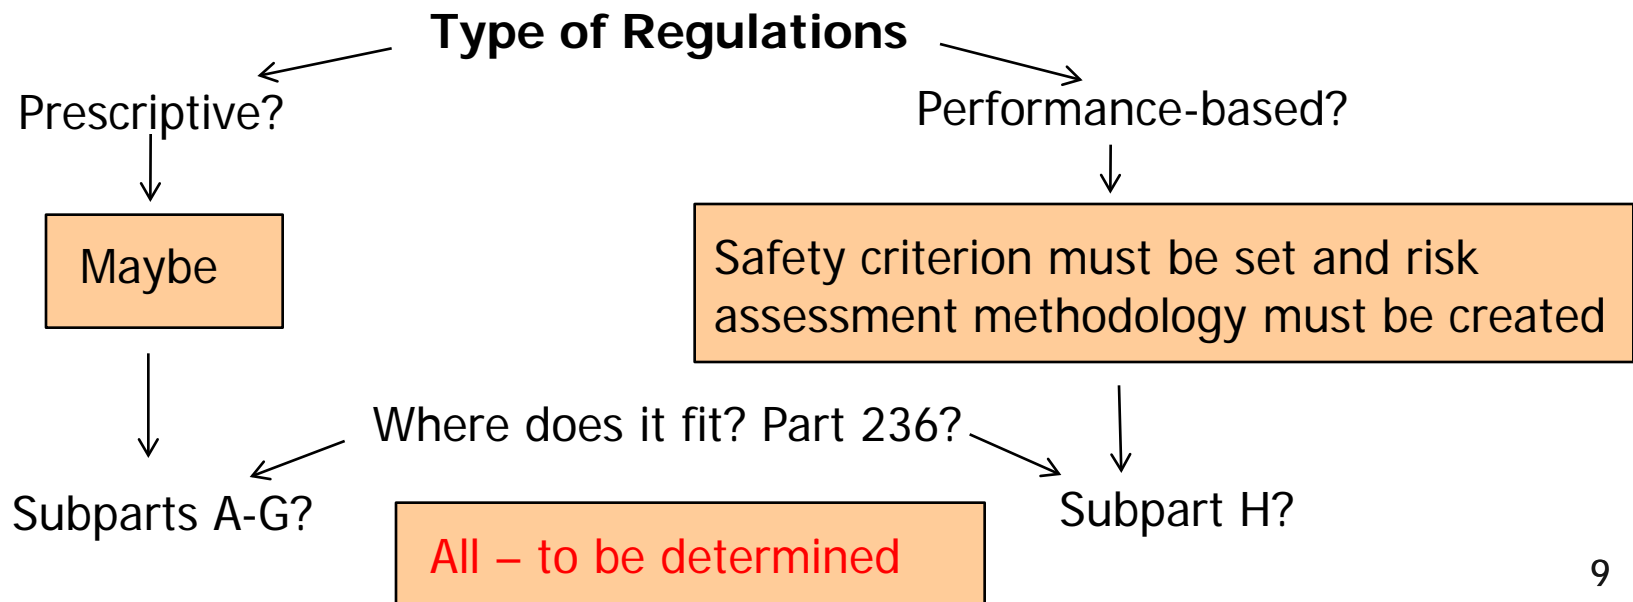 Type of Regulations
Prescriptive?
Performance-based?
Maybe
Safety criterion must be set and risk
assessment methodology must be created
Where does it fit? Part 236?
Subparts A-G?
Subpart H?
All – to be determined
9